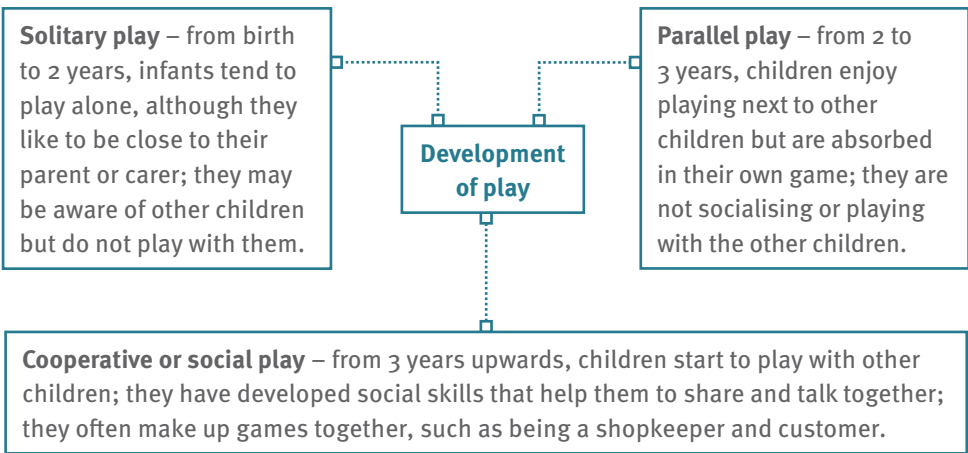 Solitary play – from birth
to 2 years, infants tend to
play alone, although they
like to be close to their
parent or carer; they may
be aware of other children
but do not play with them.
Development
of play
Parallel play – from 2 to
3 years, children enjoy
playing next to other
children but are absorbed
in their own game; they are
not socialising or playing
with the other children.
Cooperative or social play – from 3 years upwards, children start to play with other
children; they have developed social skills that help them to share and talk together;
they often make up games together, such as being a shopkeeper and customer.